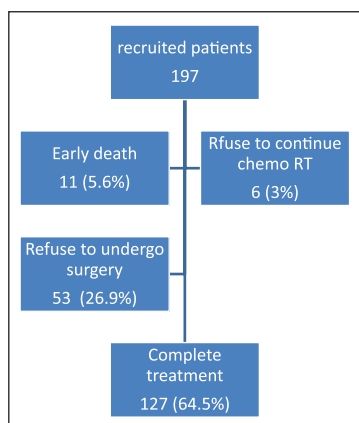 recruited patients
197
Early death
11 (5.6%)
Rfuse to continue
chemo RT
6 (3%)
Refuse to undergo
surgery
53 (26.9%)
Complete
treatment
127 (64.5%)